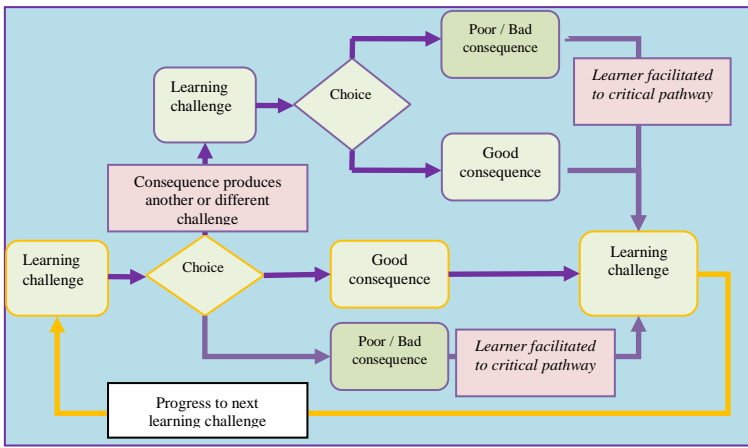 Poor / Bad
consequence
Learning
challenge
Choice
Learner facilitated
to critical pathway
Good
consequence
Consequence produces
another or different
challenge
Learning
challenge
Choice
Good
consequence
Learning
challenge
Poor / Bad
consequence
Learner facilitated
to critical pathway
Progress to next
learning challenge